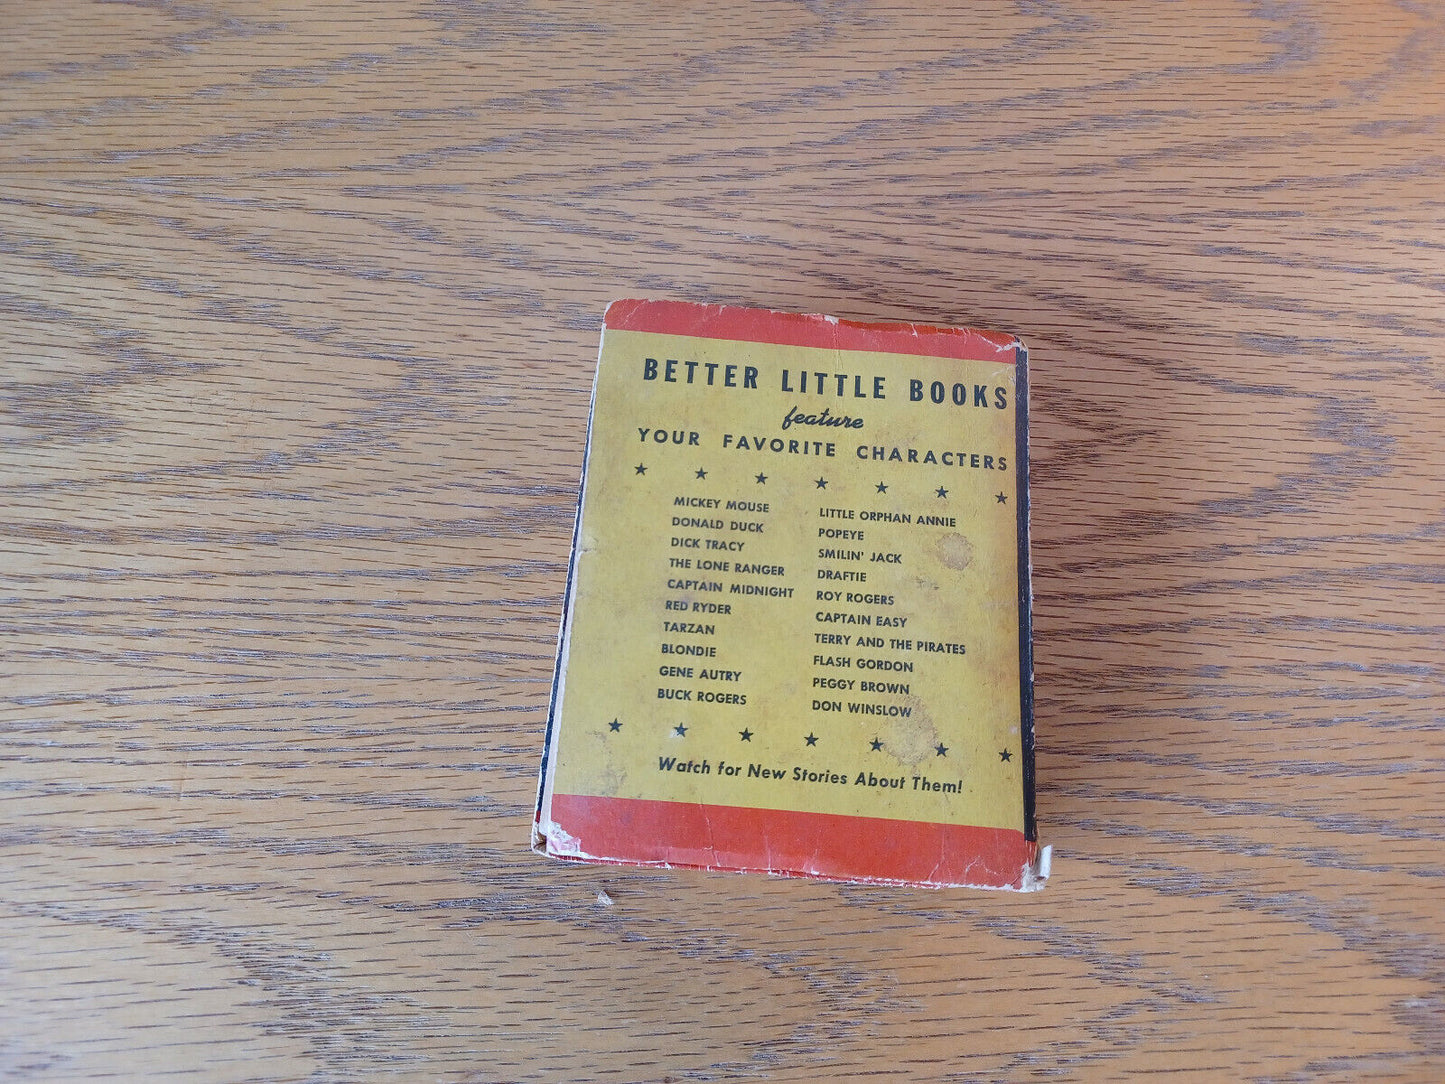 BETTER LITTLE BOOKS
feature
YOUR FAVORITE CHARACTERS
MICKEY MOUSE
DONALD DUCK
DICK TRACY
THE LONE RANGER
CAPTAIN MIDNIGHT
RED RYDER
TARZAN
BLONDIE
GENE AUTRY
BUCK ROGERS
LITTLE ORPHAN ANNIE
POPEYE
SMILIN' JACK
DRAFTIE
ROY ROGERS
CAPTAIN EASY
TERRY AND THE PIRATES
FLASH GORDON
PEGGY BROWN
DON WINSLOW
Watch for New Stories About Them!